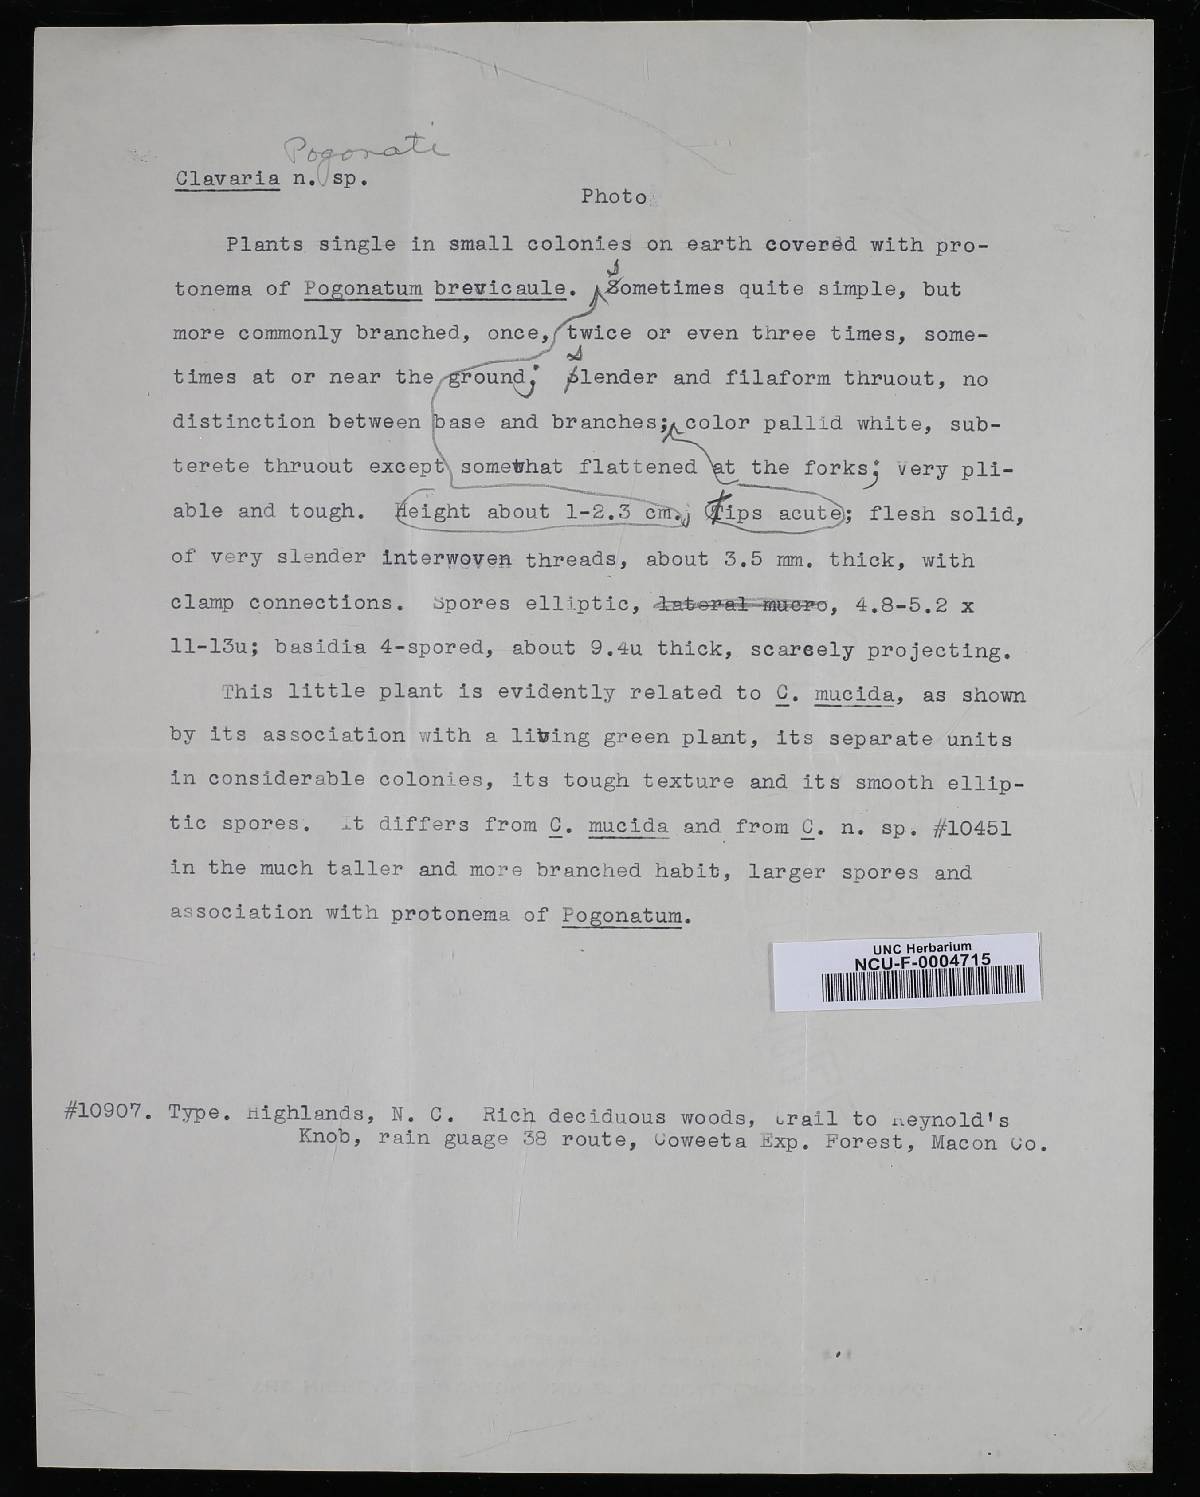 Pogonati
Clavaria n. sp.
Photo
Plants single in small colonies on earth covered with pro-
tonema of Pogonatum brevicaule. Sometimes quite simple, but
more commonly branched, once, twice or even three times, some-
times at or near the ground; slender and filaform thruout, no
distinction between base and branches; color pallid white, sub-
terete thruout except somewhat flattened at the forks; very pli-
able and tough. Height about 1-2.3 cm.; tips acute; flesh solid,
of very slender interwoven threads, about 3.5 mm. thick, with
clamp connections. Spores elliptic, lateral mucro, 4.8-5.2 x
11-13u; basidia 4-spored, about 9.4u thick, scarcely projecting.
This little plant is evidently related to C. mucida, as shown
by its association with a living green plant, its separate units
in considerable colonies, its tough texture and its smooth ellip-
tic spores. It differs from C. mucida and from C. n. sp. #10451
in the much taller and more branched habit, larger spores and
association with protonema of Pogonatum.
UNC Herbarium
NCU-F-0004715
#10907. Type. Highlands, N. C. Rich deciduous woods, trail to Reynold's
Knob, rain guage 38 route, Coweeta Exp. Forest, Macon Co.